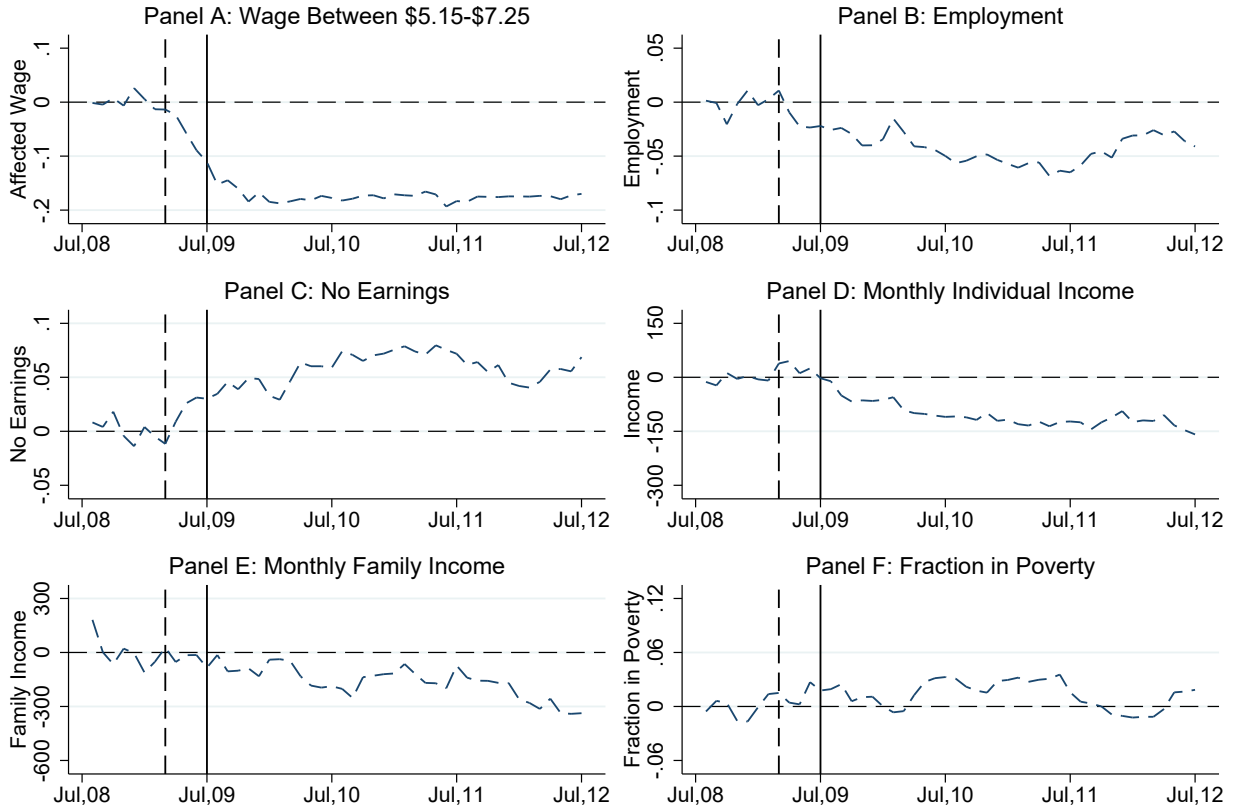 Panel A: Wage Between $5.15-$7.25
Affected Wage
.1
0
-.1
-.2
Jul,08 Jul,09 Jul,10 Jul,11 Jul,12
Panel B: Employment
Employment
.05
0
-.05
-.1
Jul,08 Jul,09 Jul,10 Jul,11 Jul,12
Panel C: No Earnings
No Earnings
.1
.05
0
-.05
Jul,08 Jul,09 Jul,10 Jul,11 Jul,12
Panel D: Monthly Individual Income
Income
150
0
-150
-300
Jul,08 Jul,09 Jul,10 Jul,11 Jul,12
Panel E: Monthly Family Income
Family Income
300
0
-300
-600
Jul,08 Jul,09 Jul,10 Jul,11 Jul,12
Panel F: Fraction in Poverty
Fraction in Poverty
.12
.06
0
-.06
Jul,08 Jul,09 Jul,10 Jul,11 Jul,12